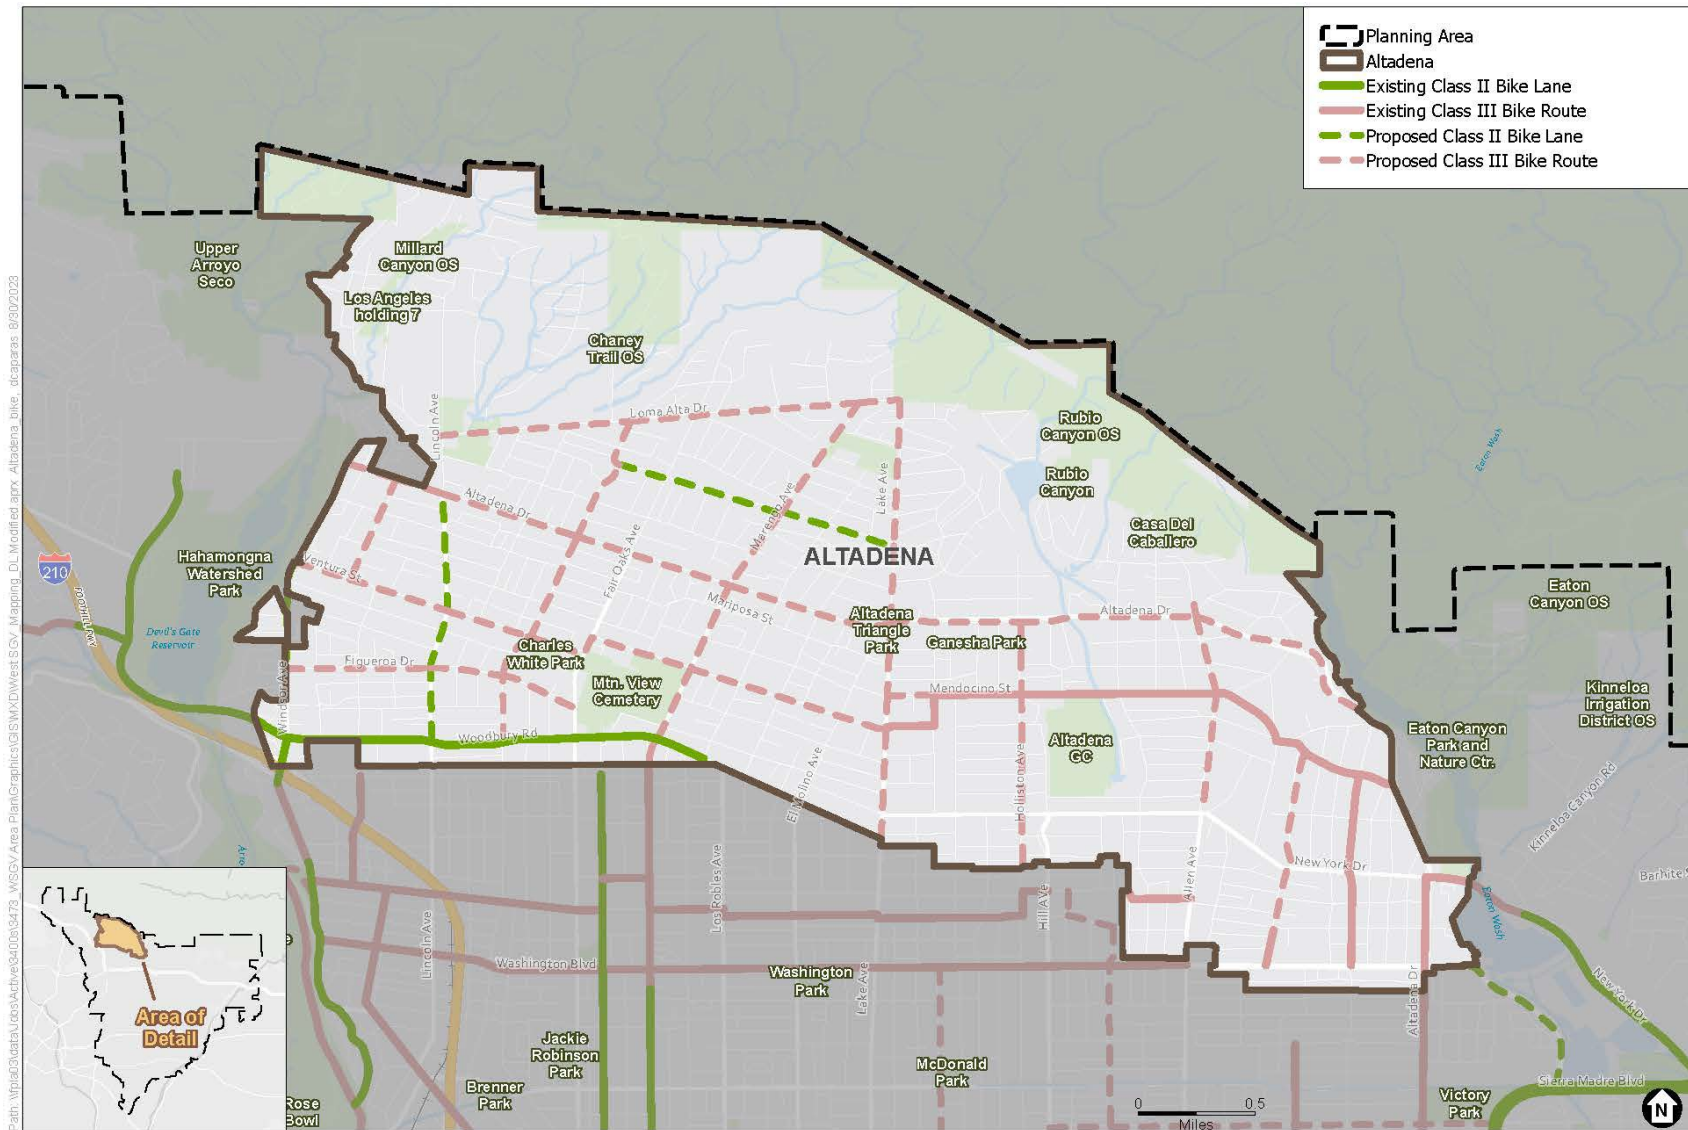 Planning Area
Altadena
Existing Class II Bike Lane
Existing Class III Bike Route
Proposed Class II Bike Lane
Proposed Class III Bike Route
Upper
Arroyo
Seco
Millard
Canyon OS
Los Angeles
holding 7
Chaney
Trail OS
Loma Alta Dr
Lincoln Ave
Rubio
Canyon OS
Rubio
Canyon
Lake Ave
Marengo Ave
Altadena Dr
Fair Oaks Ave
Casa Del
Caballero
Eaton Wash
ALTADENA
210
FOOTHILL FWY
Hahamongna
Watershed
Park
Ventura St
Devil's Gate
Reservoir
Mariposa St
Altadena
Triangle
Park
Ganesha Park
Altadena Dr
Eaton
Canyon OS
Charles
White Park
Figueroa Dr
Mtn. View
Cemetery
Mendocino St
Windsor Ave
Woodbury Rd
Altadena
GC
Holliston Ave
El Molino Ave
Eaton Canyon
Park and
Nature Ctr.
Kinneloa
Irrigation
District OS
Kinneloa Canyon Rd
New York Dr
Allen Ave
Hill AVE
Los Robles Ave
Lincoln Ave
Washington Blvd
Washington
Park
Lake Ave
Eaton Wash
New York Dr
Altadena Dr
Sierra Madre Blvd
Jackie
Robinson
Park
Brenner
Park
McDonald
Park
Victory
Park
Rose
Bowl
Area of
Detail
0
0.5
Miles
N